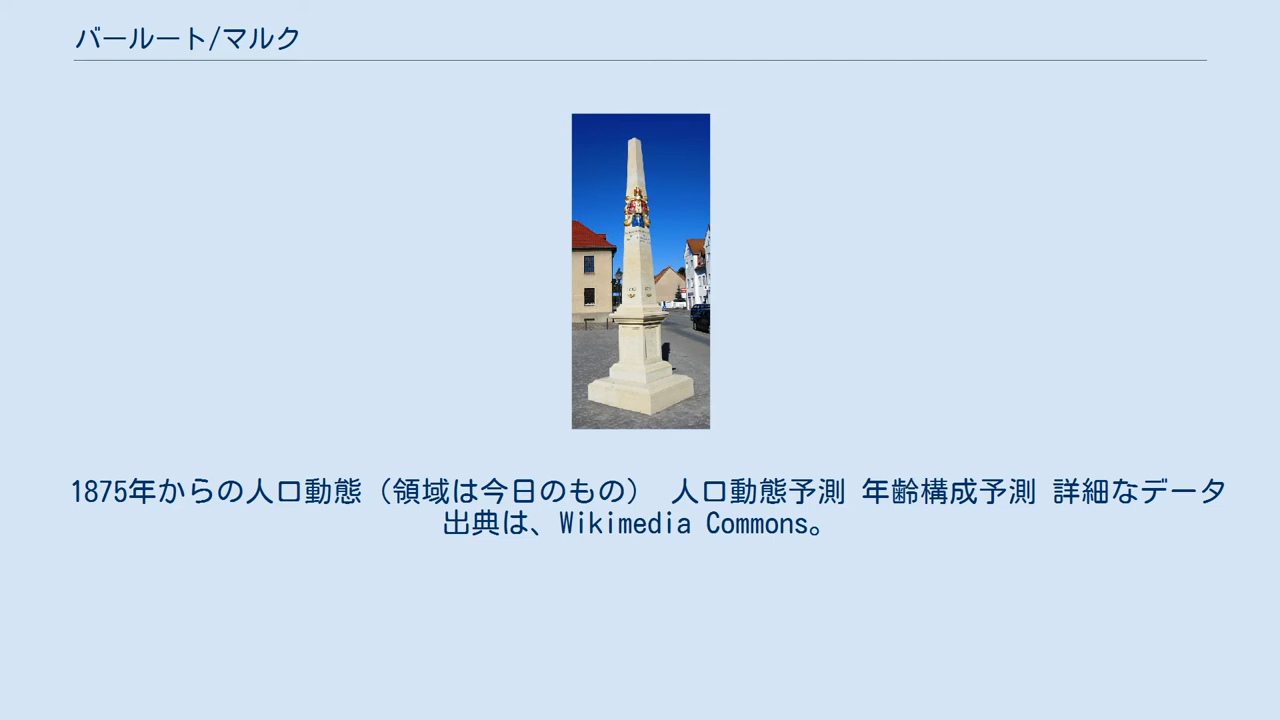 バールート/マルク
1875年からの人口動態（領域は今日のもの） 人口動態予測 年齢構成予測 詳細なデータ
出典は、Wikimedia Commons。